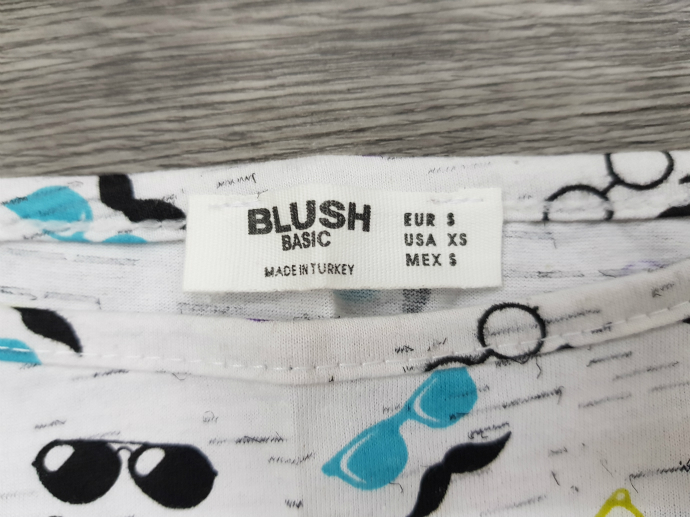 BLUSH
BASIC
MADE IN TURKEY
EUR S
USA XS
MEX S